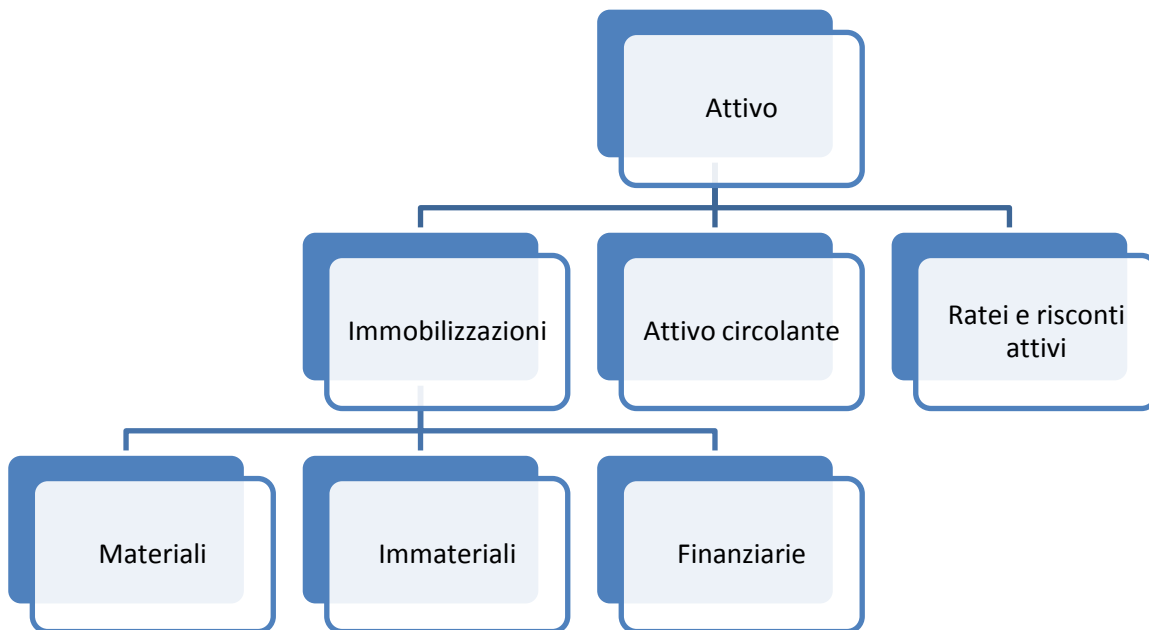 Attivo
Immobilizzazioni
Attivo circolante
Ratei e risconti
attivi
Materiali
Immateriali
Finanziarie